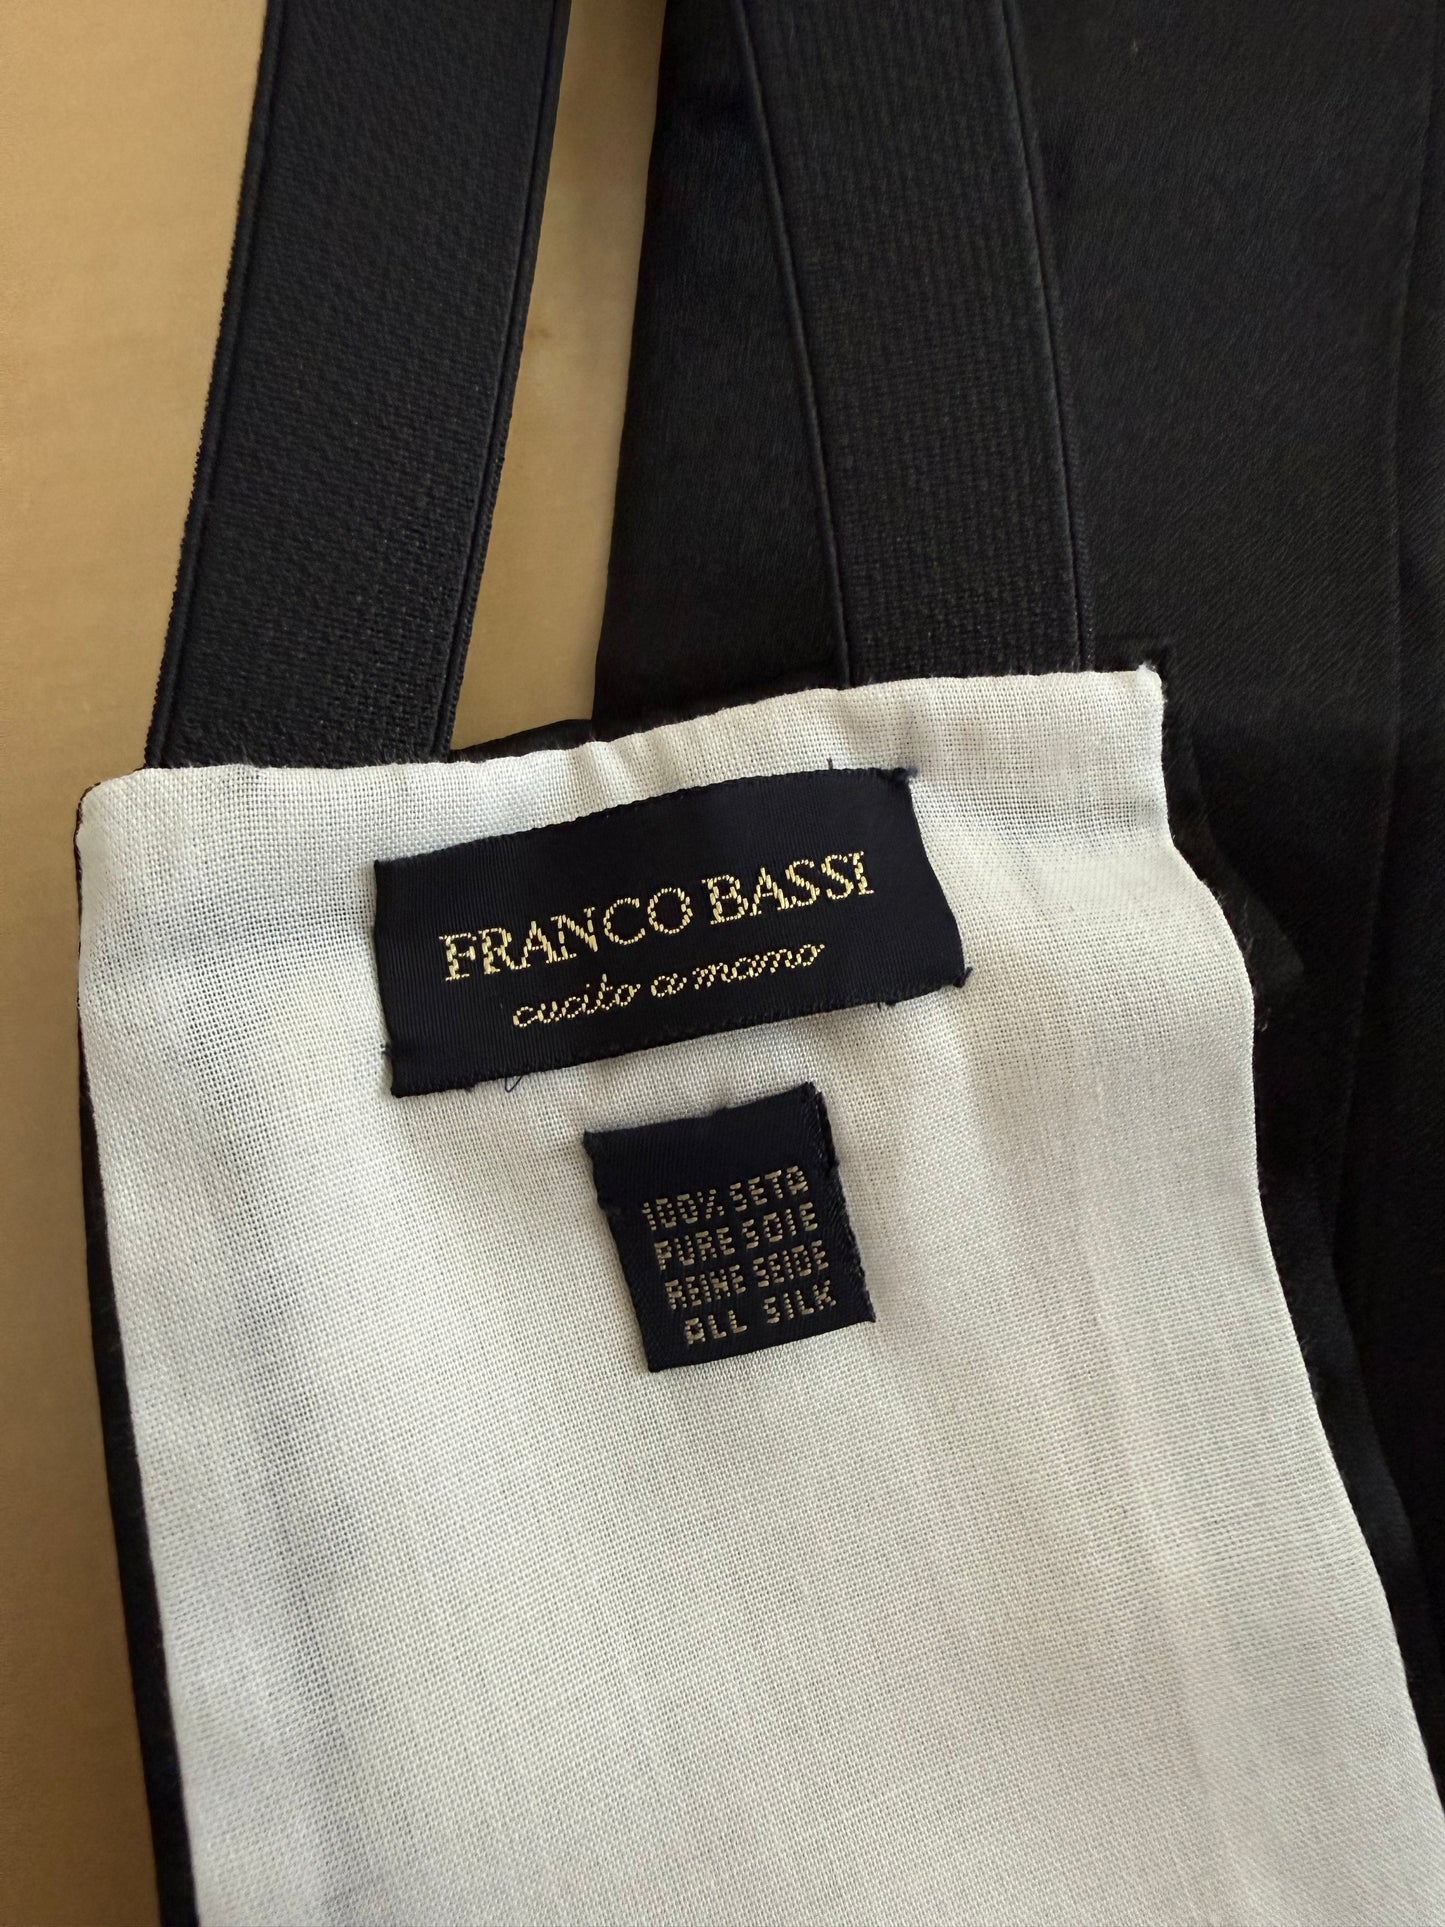 FRANCO BASSI
cucito a mano
100% SETA
PURE SOIE
REINE SEIDE
ALL SILK